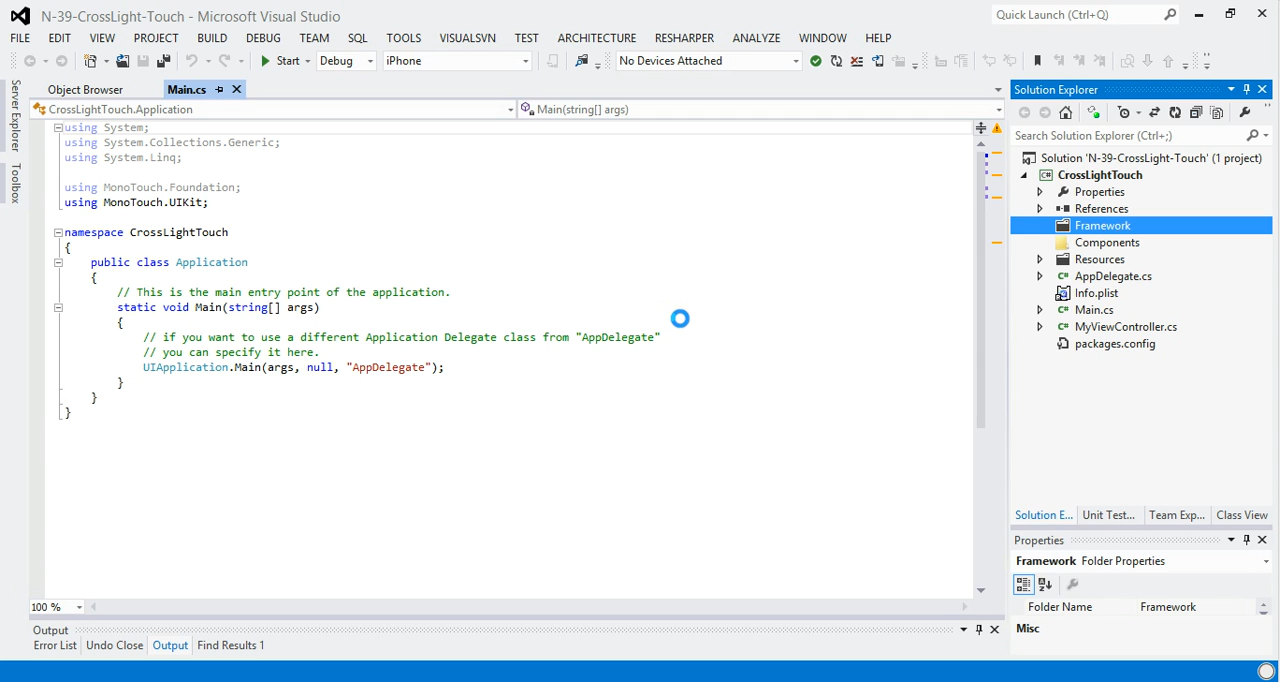 N-39-CrossLight-Touch - Microsoft Visual Studio
Quick Launch (Ctrl+Q)
FILE EDIT VIEW PROJECT BUILD DEBUG TEAM SQL TOOLS VISUALSVN TEST ARCHITECTURE RESHARPER ANALYZE WINDOW HELP
Start Debug iPhone No Devices Attached
Server Explorer
Toolbox
Object Browser Main.cs
CrossLightTouch.Application Main(string[] args)
using System;
using System.Collections.Generic;
using System.Linq;
using MonoTouch.Foundation;
using MonoTouch.UIKit;
namespace CrossLightTouch
{
public class Application
{
// This is the main entry point of the application.
static void Main(string[] args)
{
// if you want to use a different Application Delegate class from "AppDelegate"
// you can specify it here.
UIApplication.Main(args, null, "AppDelegate");
}
}
}
100 %
Output
Error List Undo Close Output Find Results 1
Solution Explorer
Search Solution Explorer (Ctrl+;)
Solution 'N-39-CrossLight-Touch' (1 project)
C# CrossLightTouch
Properties
References
Framework
Components
Resources
C# AppDelegate.cs
Info.plist
C# Main.cs
C# MyViewController.cs
packages.config
Solution E... Unit Test... Team Exp... Class View
Properties
Framework Folder Properties
Folder Name Framework
Misc